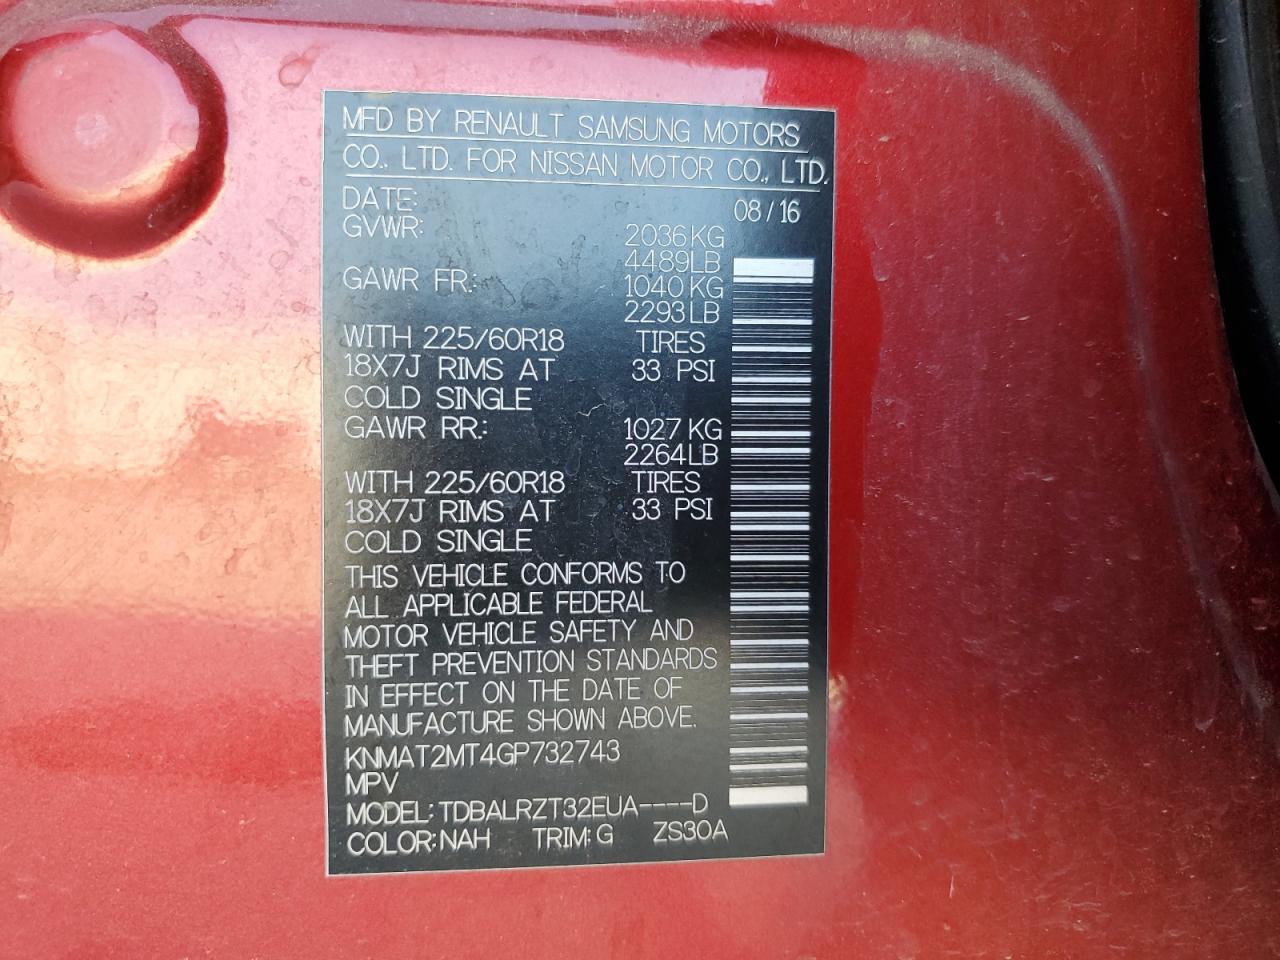 MFD BY RENAULT SAMSUNG MOTORS
CO., LTD. FOR NISSAN MOTOR CO., LTD.
DATE: 08/16
GVWR: 2036KG
4489LB
GAWR FR.: 1040KG
2293LB
WITH 225/60R18 TIRES
18X7J RIMS AT 33 PSI
COLD SINGLE
GAWR RR.: 1027KG
2264LB
WITH 225/60R18 TIRES
18X7J RIMS AT 33 PSI
COLD SINGLE
THIS VEHICLE CONFORMS TO
ALL APPLICABLE FEDERAL
MOTOR VEHICLE SAFETY AND
THEFT PREVENTION STANDARDS
IN EFFECT ON THE DATE OF
MANUFACTURE SHOWN ABOVE.
KNMAT2MT4GP732743
MPV
MODEL: TDBALRZT32EUA----D
COLOR:NAH TRIM:G ZS30A